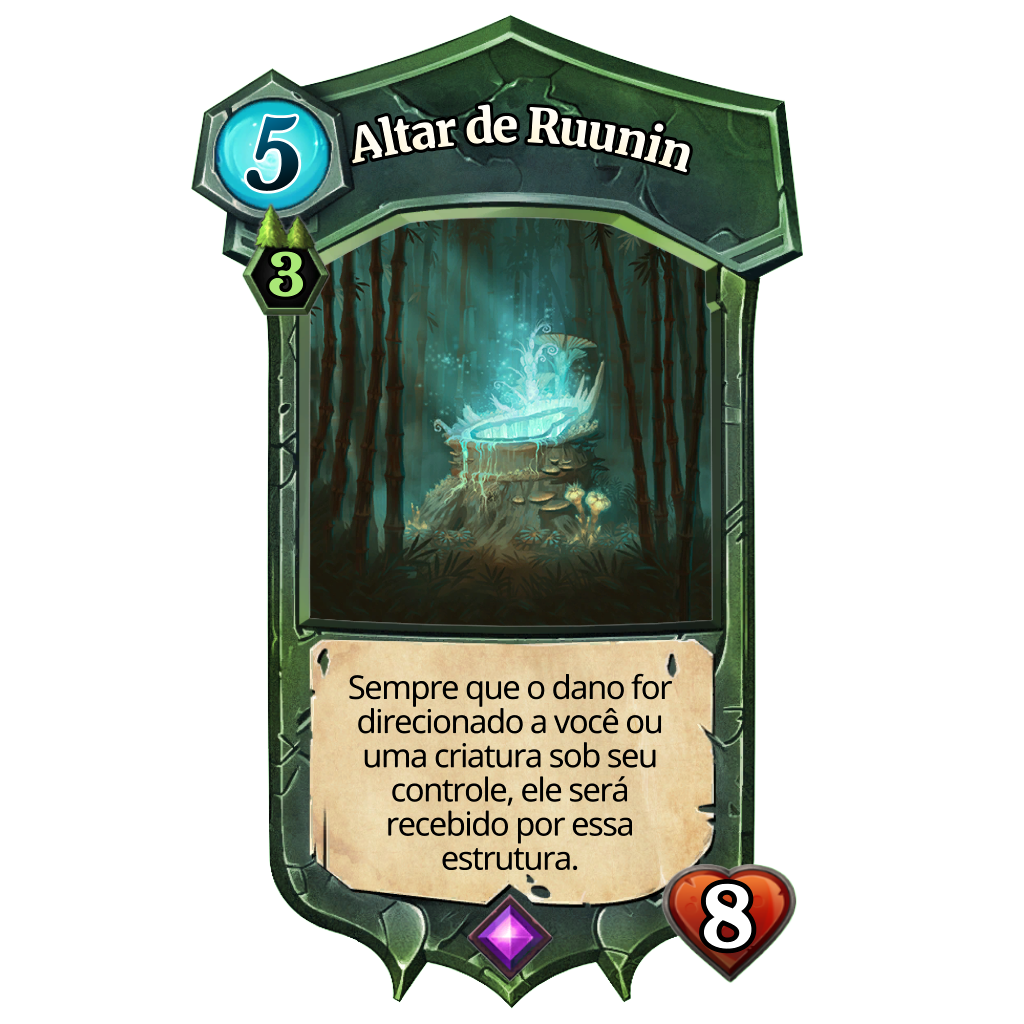 5
Altar de Ruunin
3
Sempre que o dano for
direcionado a você ou
uma criatura sob seu
controle, ele será
recebido por essa
estrutura.
8